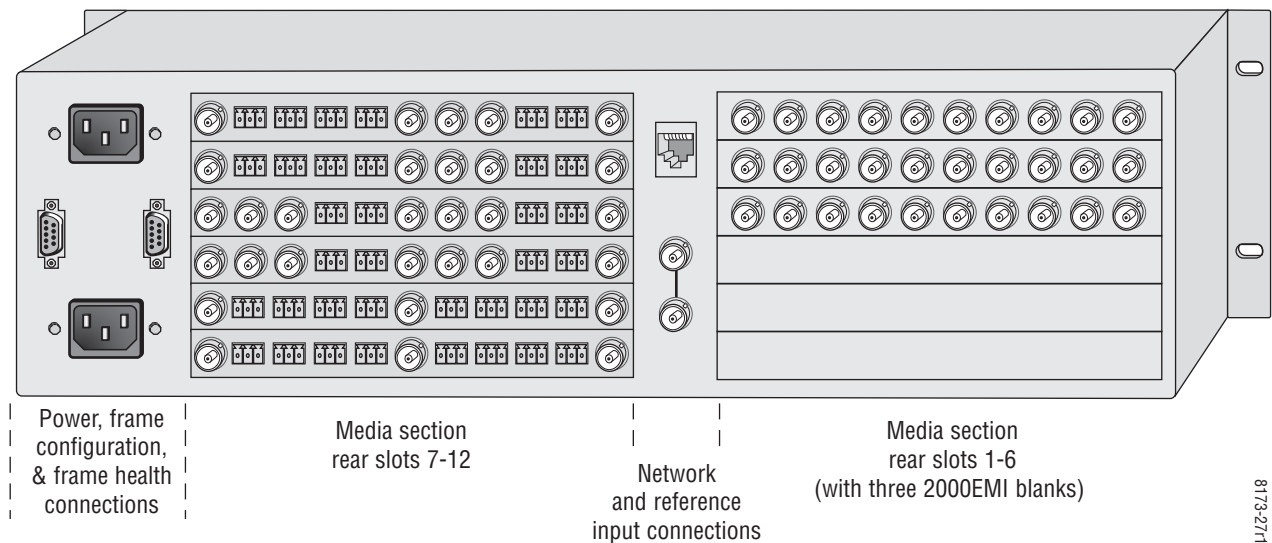 Power, frame
configuration,
& frame health
connections
Media section
rear slots 7-12
Network
and reference
input connections
Media section
rear slots 1-6
(with three 2000EMI blanks)
8173-27r1